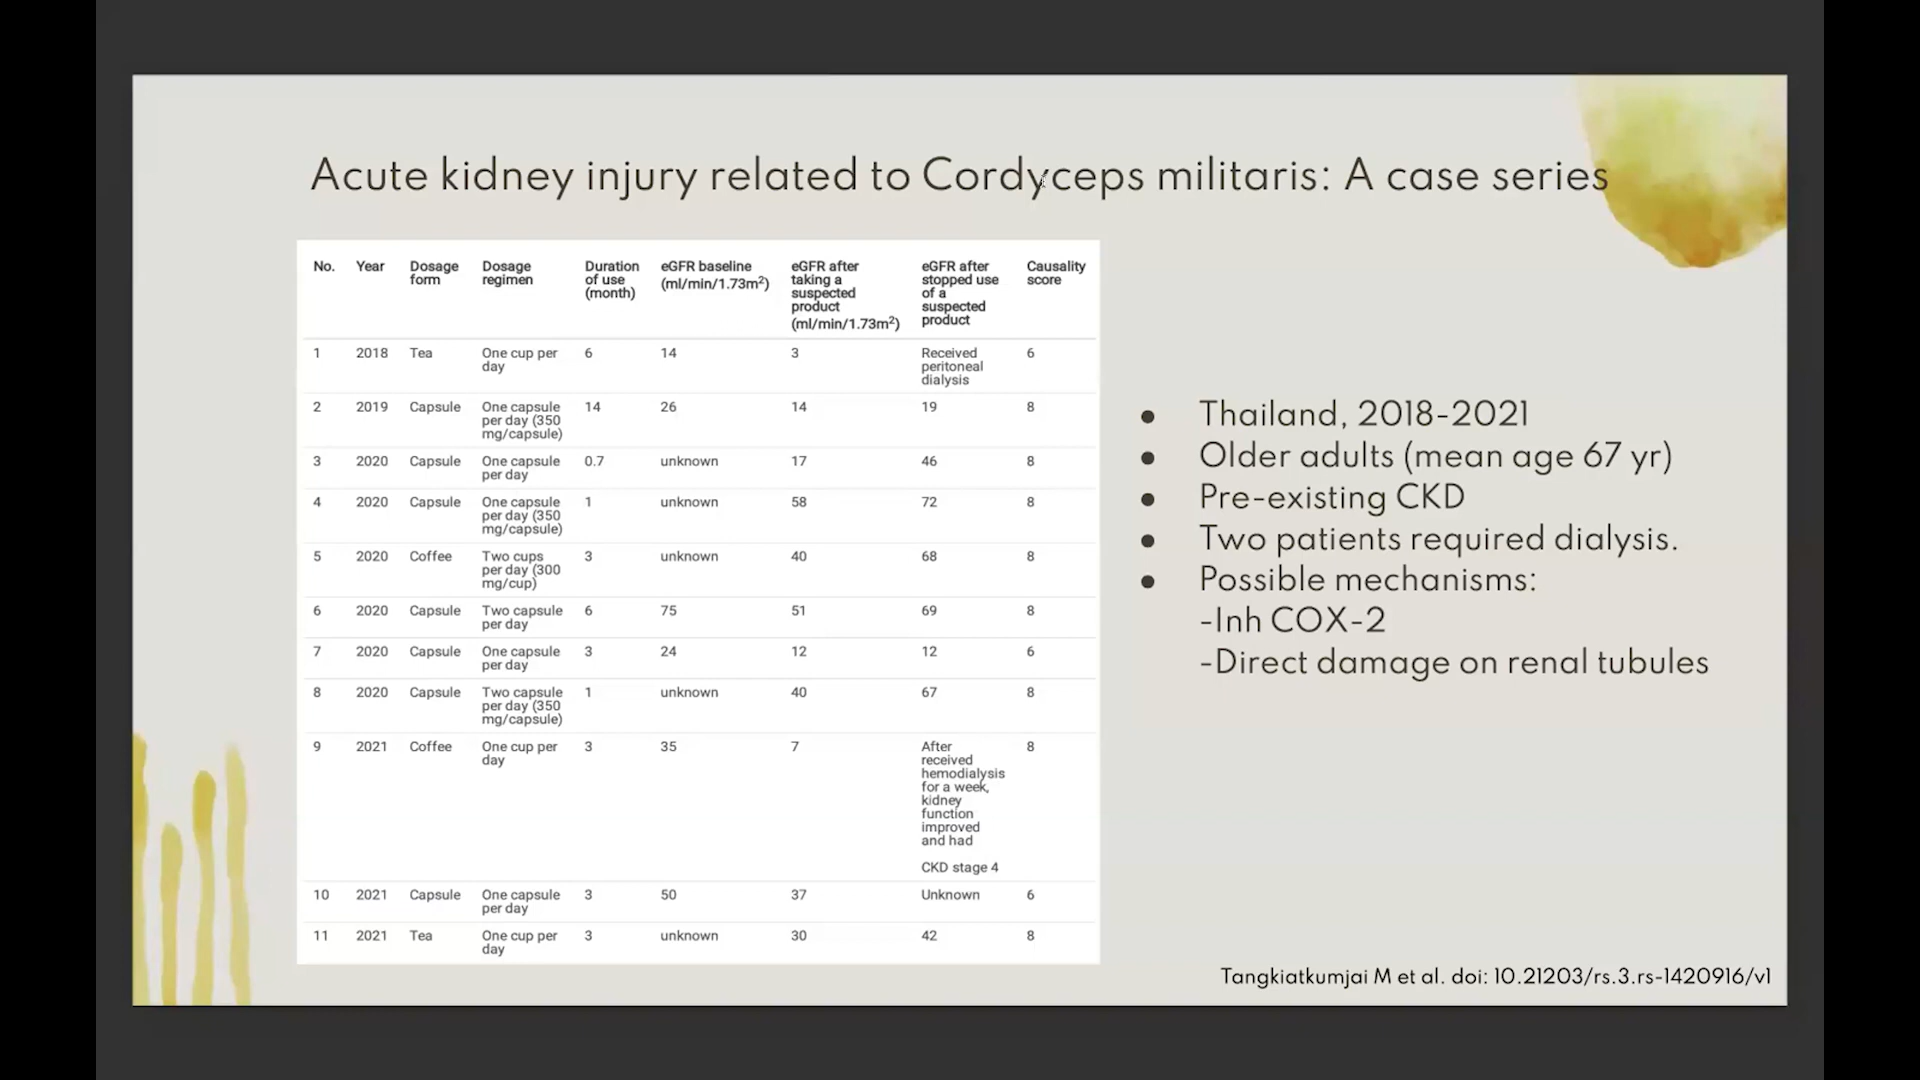 Acute kidney injury related to Cordyceps militaris: A case series
No. Year Dosage form Dosage regimen Duration of use (month) eGFR baseline (ml/min/1.73m²) eGFR after taking a suspected product (ml/min/1.73m²) eGFR after stopped use of a suspected product Causality score
1 2018 Tea One cup per day 6 14 3 Received peritoneal dialysis 6
2 2019 Capsule One capsule per day (350 mg/capsule) 14 26 14 19 8
3 2020 Capsule One capsule per day 0.7 unknown 17 46 8
4 2020 Capsule One capsule per day (350 mg/capsule) 1 unknown 58 72 8
5 2020 Coffee Two cups per day (300 mg/cup) 3 unknown 40 68 8
6 2020 Capsule Two capsule per day 6 75 51 69 8
7 2020 Capsule One capsule per day 3 24 12 12 6
8 2020 Capsule Two capsule per day (350 mg/capsule) 1 unknown 40 67 8
9 2021 Coffee One cup per day 3 35 7 After received hemodialysis for a week, kidney function improved and had CKD stage 4 8
10 2021 Capsule One capsule per day 3 50 37 Unknown 6
11 2021 Tea One cup per day 3 unknown 30 42 8
● Thailand, 2018-2021
● Older adults (mean age 67 yr)
● Pre-existing CKD
● Two patients required dialysis.
● Possible mechanisms:
-Inh COX-2
-Direct damage on renal tubules
Tangkiatkumjai M et al. doi: 10.21203/rs.3.rs-1420916/v1